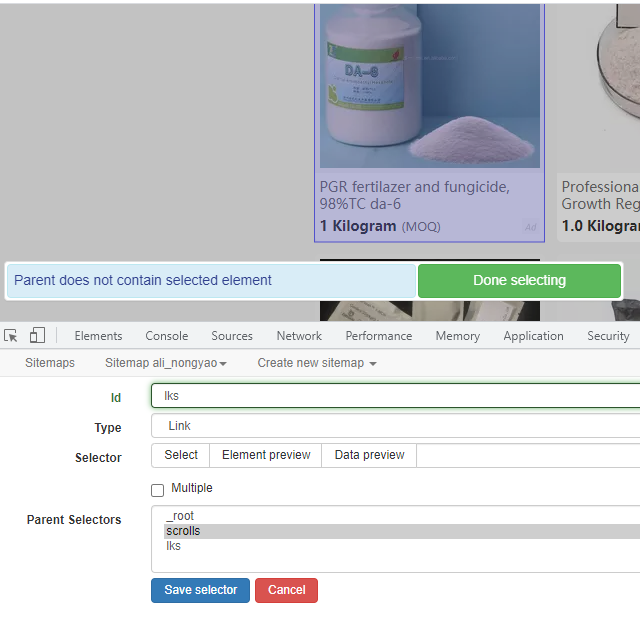 DA-6
PGR fertilazer and fungicide,
98%TC da-6
1 Kilogram (MOQ)
Ad
Professiona
Growth Reg
1.0 Kilogra
Parent does not contain selected element
Done selecting
Elements
Console
Sources
Network
Performance
Memory
Application
Security
Sitemaps
Sitemap ali_nongyao
Create new sitemap
Id
lks
Type
Link
Selector
Select
Element preview
Data preview
Multiple
Parent Selectors
_root
scrolls
lks
Save selector
Cancel